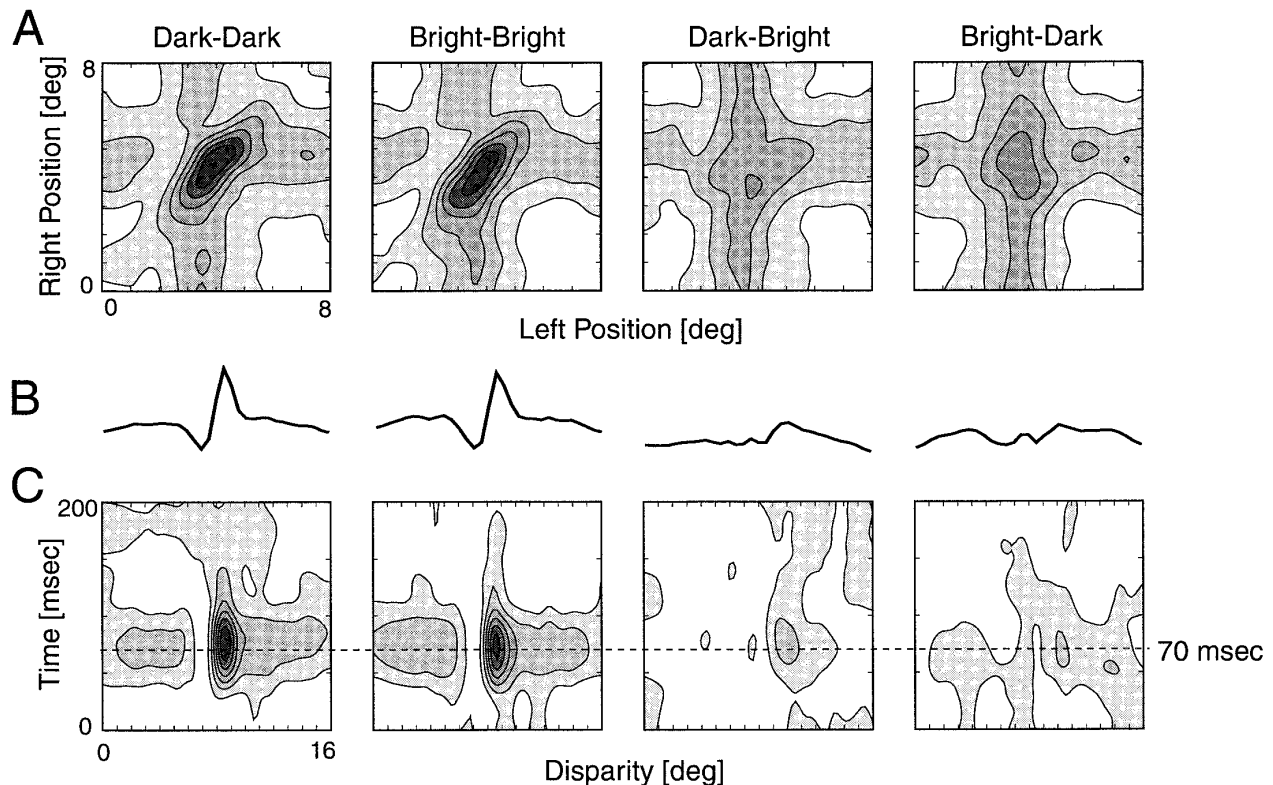 A
Dark-Dark Bright-Bright Dark-Bright Bright-Dark
Right Position [deg]
8
0
0 8
Left Position [deg]
B
C
Time [msec]
200
0
70 msec
0 16
Disparity [deg]